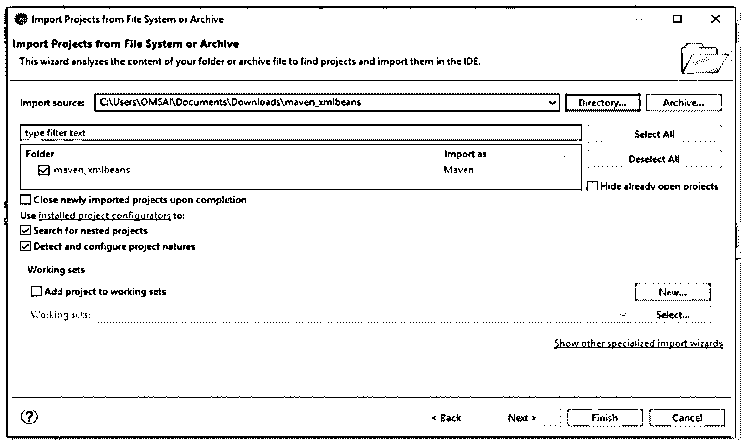 Import Projects from File System or Archive
Import Projects from File System or Archive
This wizard analyzes the content of your folder or archive file to find projects and import them in the IDE.
Import source: C:\Users\OMSAI\Documents\Downloads\maven_xmlbeans Directory... Archive...
type filter text Select All
Folder Import as Deselect All
maven_xmlbeans Maven
Hide already open projects
Close newly imported projects upon completion
Use installed project configurators to:
Search for nested projects
Detect and configure project natures
Working sets
Add project to working sets New...
Working sets: Select...
Show other specialized import wizards
? < Back Next > Finish Cancel